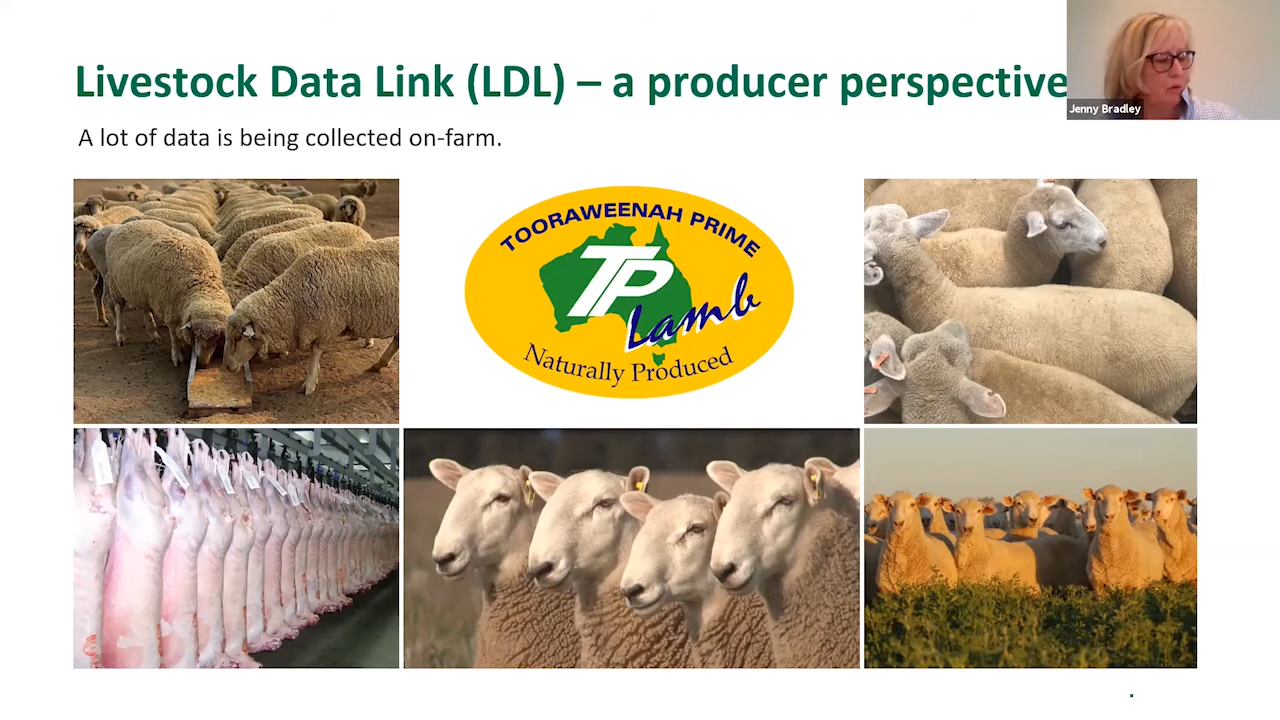 Livestock Data Link (LDL) – a producer perspective
Jenny Bradley
A lot of data is being collected on-farm.
TOORAWEENAH PRIME
TP
Lamb
Naturally Produced